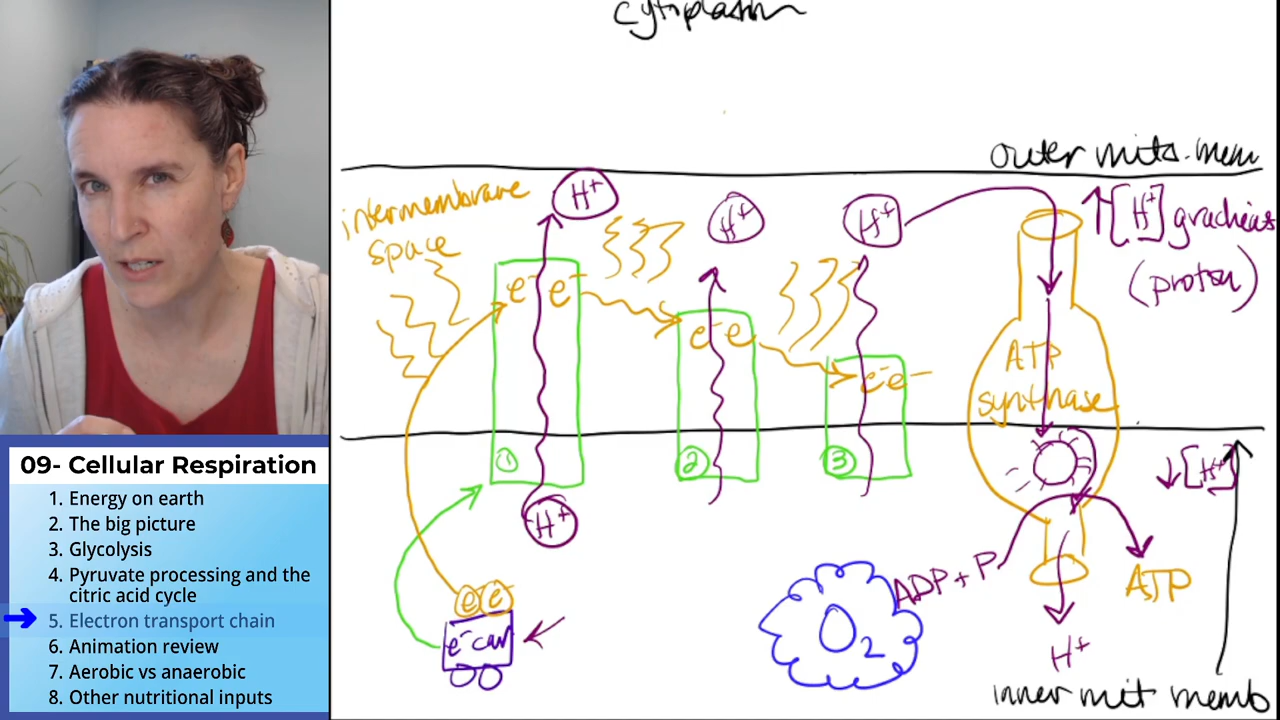 cytoplasm
outer mito. mem
intermembrane
space
H+
H+
H+
↑[H+] gradient
(proton)
e- e-
e- e-
e- e-
ATP
synthase
①
②
③
↓[H+]
H+
ADP + P
ATP
e e
e- car
O2
H+
inner mit memb
09- Cellular Respiration
1. Energy on earth
2. The big picture
3. Glycolysis
4. Pyruvate processing and the
citric acid cycle
5. Electron transport chain
6. Animation review
7. Aerobic vs anaerobic
8. Other nutritional inputs